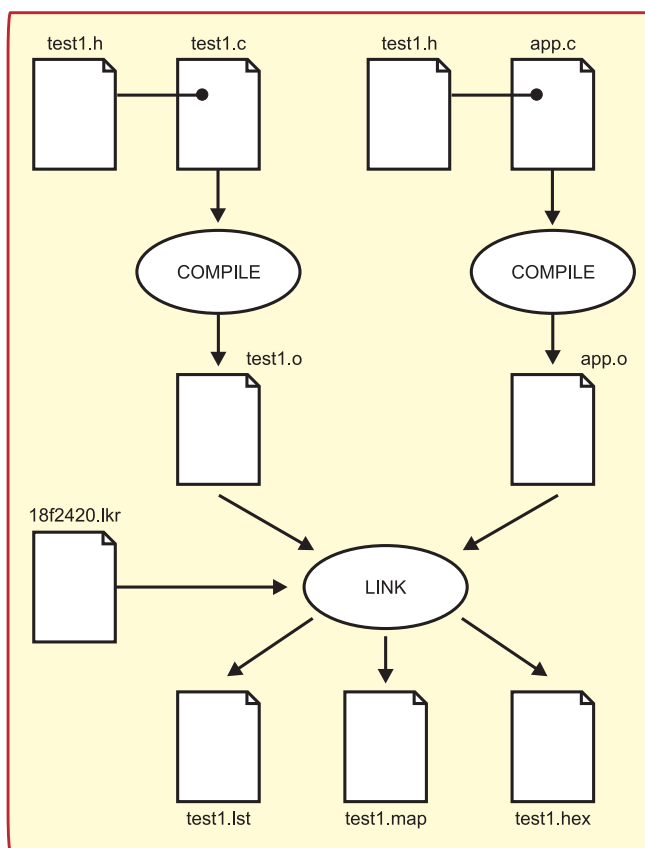 test1.h
test1.c
test1.h
app.c
COMPILE
COMPILE
test1.o
app.o
18f2420.lkr
LINK
test1.lst
test1.map
test1.hex